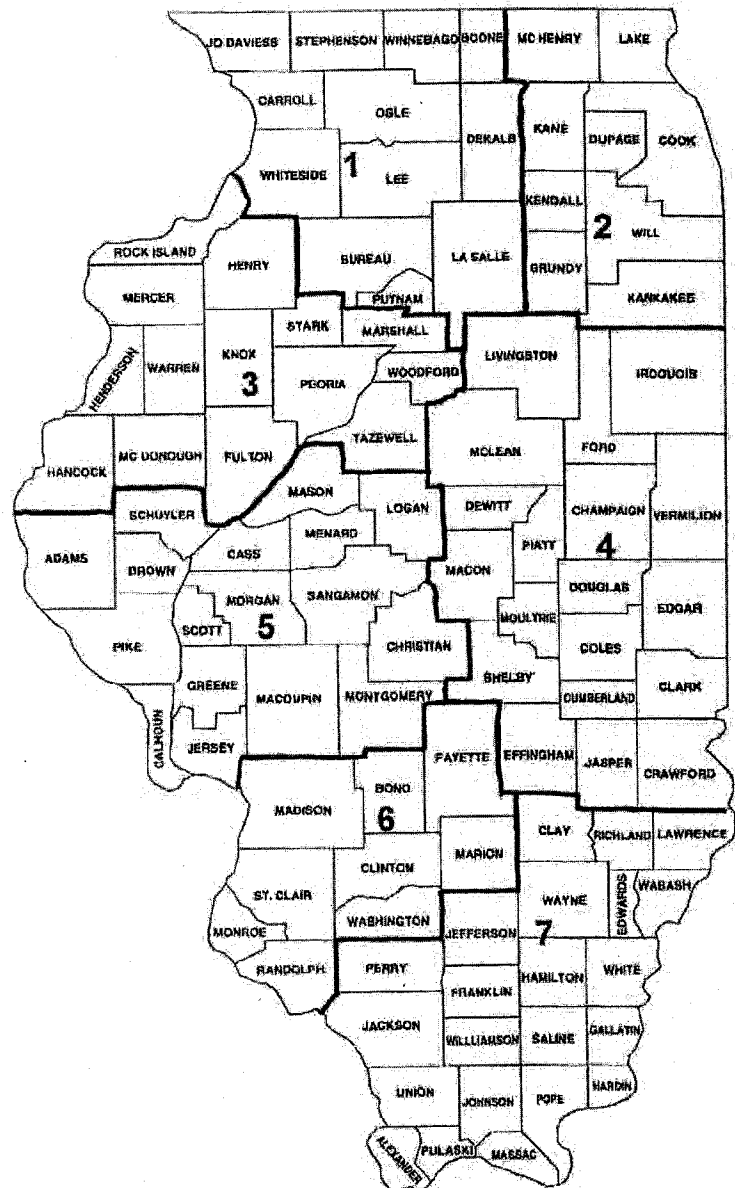 JO DAVIESS STEPHENSON WINNEBAGO BOONE MC HENRY LAKE
CARROLL OGLE DEKALB KANE DUPAGE COOK
WHITESIDE 1 LEE KENDALL 2 WILL
ROCK ISLAND HENRY BUREAU LA SALLE GRUNDY
MERCER PUTNAM KANKAKEE
HENDERSON WARREN KNOX STARK MARSHALL LIVINGSTON IROQUOIS
3 PEORIA WOODFORD
HANCOCK MC DONOUGH FULTON TAZEWELL MCLEAN FORD
SCHUYLER MASON LOGAN DEWITT CHAMPAIGN VERMILION
ADAMS BROWN CASS MENARD MACON PIATT 4
MORGAN SANGAMON DOUGLAS EDGAR
PIKE SCOTT 5 CHRISTIAN MOULTRIE COLES
GREENE MACOUPIN MONTGOMERY SHELBY CUMBERLAND CLARK
CALHOUN JERSEY FAYETTE EFFINGHAM JASPER CRAWFORD
MADISON BOND
6 CLAY RICHLAND LAWRENCE
CLINTON MARION
ST. CLAIR WAYNE EDWARDS WABASH
MONROE WASHINGTON JEFFERSON 7
RANDOLPH PERRY FRANKLIN HAMILTON WHITE
JACKSON WILLLIAMSON SALINE GALLATIN
UNION JOHNSON POPE HARDIN
ALEXANDER PULASKI MASSAC